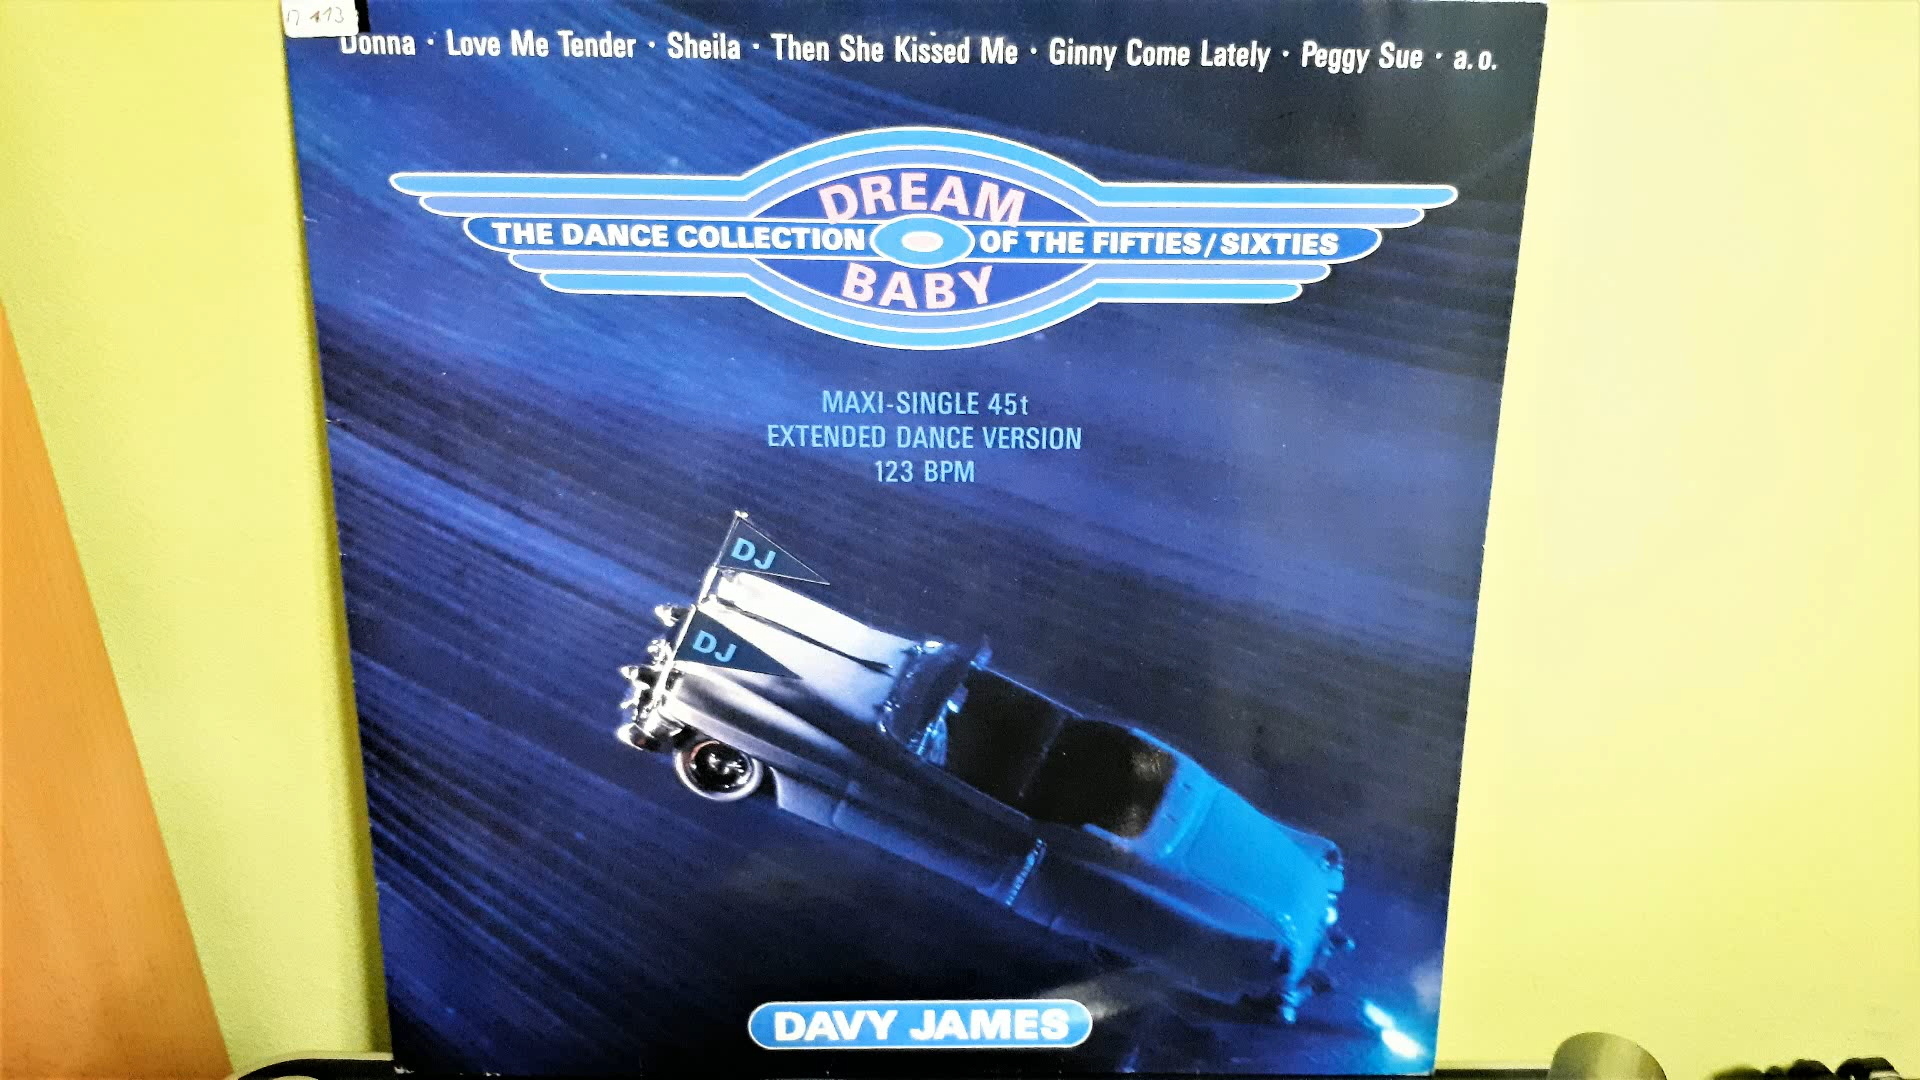 Donna · Love Me Tender · Sheila · Then She Kissed Me · Ginny Come Lately · Peggy Sue · a.o.
DREAM
THE DANCE COLLECTION OF THE FIFTIES/SIXTIES
BABY
MAXI-SINGLE 45t
EXTENDED DANCE VERSION
123 BPM
DJ
DJ
DAVY JAMES